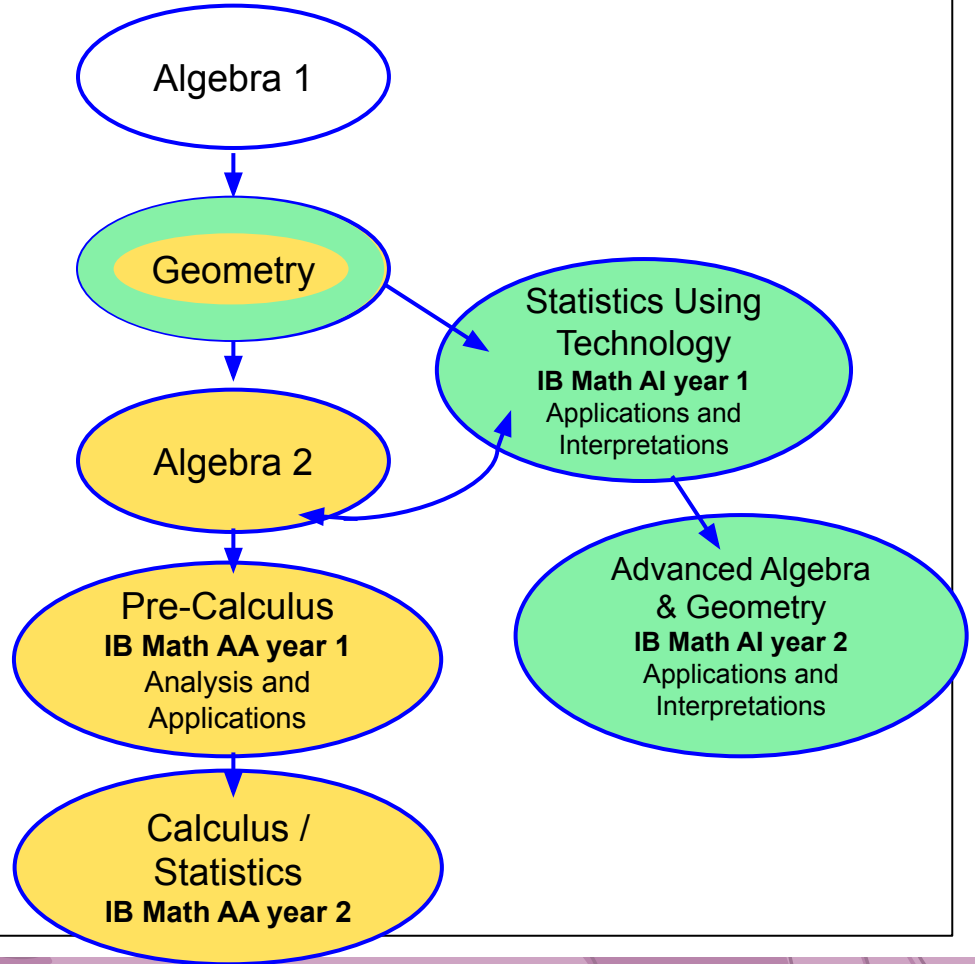 Algebra 1
Geometry
Statistics Using
Technology
IB Math AI year 1
Applications and
Interpretations
Algebra 2
Advanced Algebra
& Geometry
IB Math AI year 2
Applications and
Interpretations
Pre-Calculus
IB Math AA year 1
Analysis and
Applications
Calculus /
Statistics
IB Math AA year 2